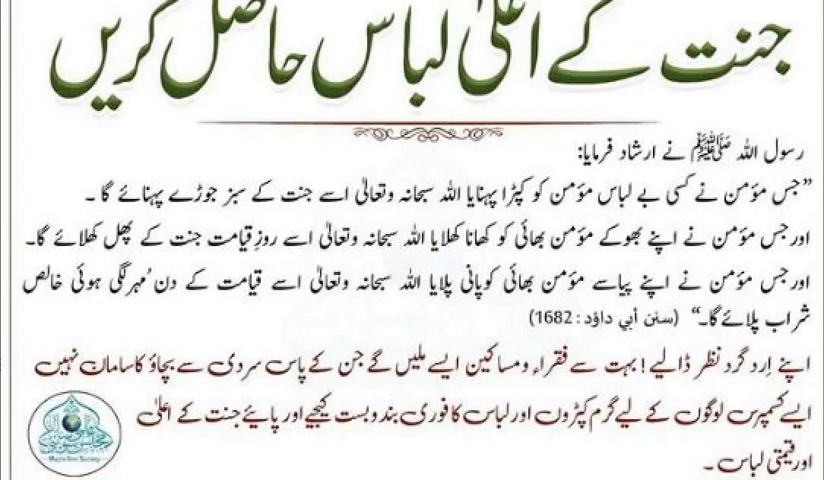 جنت کے اعلیٰ لباس حاصل کریں
رسول اللہ ﷺ نے ارشاد فرمایا:
”جس مؤمن نے کسی بے لباس مؤمن کو کپڑا پہنایا اللہ سبحانہ وتعالیٰ اسے جنت کے سبز جوڑے پہنائے گا ۔
اور جس مؤمن نے اپنے بھوکے مؤمن بھائی کو کھانا کھلایا اللہ سبحانہ وتعالیٰ اسے روزِ قیامت جنت کے پھل کھلائے گا۔
اور جس مؤمن نے اپنے پیاسے مؤمن بھائی کو پانی پلایا اللہ سبحانہ وتعالیٰ اسے قیامت کے دن مُہر لگی ہوئی خالص
شراب پلائے گا۔“ (سنن أبي داؤد : 1682)
اپنے اِرد گرد نظر ڈالیے ! بہت سے فقراء و مساکین ایسے ملیں گے جن کے پاس سردی سے بچاؤ کا سامان نہیں
ایسے کسمپرس لوگوں کے لیے گرم کپڑوں اور لباس کا فوری بندوبست کیجیے اور پایئے جنت کے اعلیٰ
اور قیمتی لباس ۔